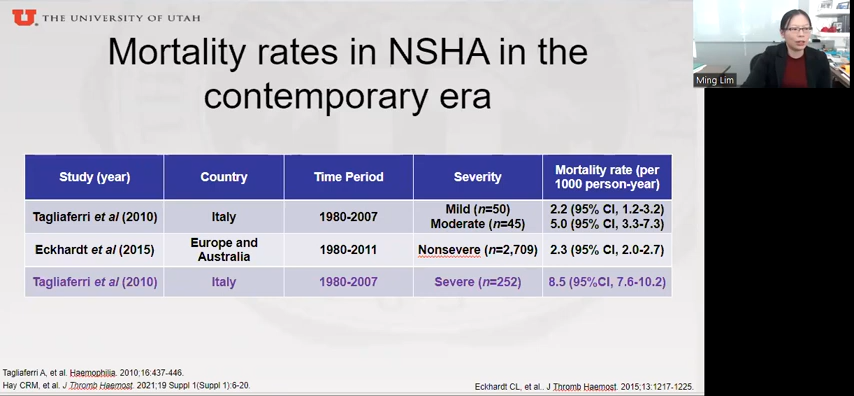 THE UNIVERSITY OF UTAH
Mortality rates in NSHA in the
contemporary era
Ming Lim
Study (year) Country Time Period Severity Mortality rate (per 1000 person-year)
Tagliaferri et al (2010) Italy 1980-2007 Mild (n=50) 2.2 (95% CI, 1.2-3.2)
Moderate (n=45) 5.0 (95% CI, 3.3-7.3)
Eckhardt et al (2015) Europe and Australia 1980-2011 Nonsevere (n=2,709) 2.3 (95% CI, 2.0-2.7)
Tagliaferri et al (2010) Italy 1980-2007 Severe (n=252) 8.5 (95%CI, 7.6-10.2)
Tagliaferri A, et al. Haemophilia. 2010;16:437-446.
Hay CRM, et al. J Thromb Haemost. 2021;19 Suppl 1(Suppl 1):6-20.
Eckhardt CL, et al.. J Thromb Haemost. 2015;13:1217-1225.